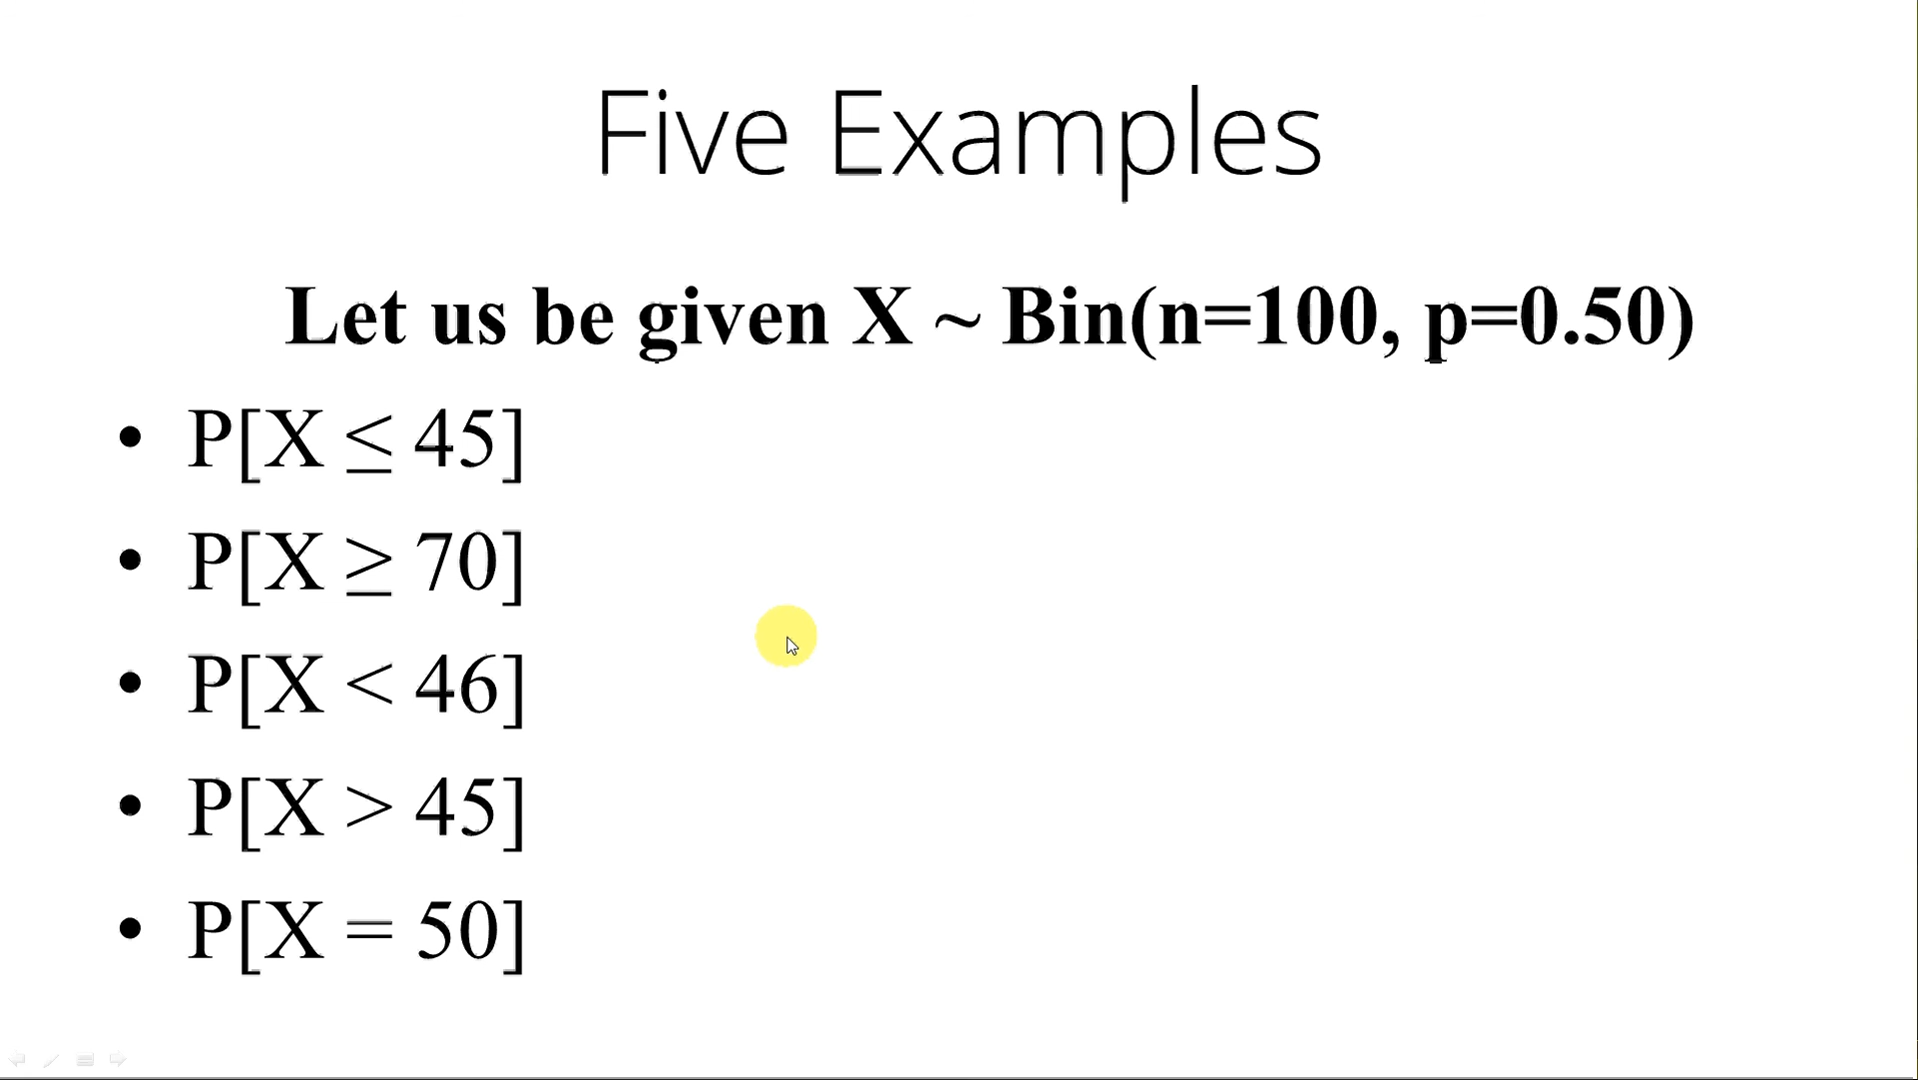 Five Examples
Let us be given X ~ Bin(n=100, p=0.50)
• P[X ≤ 45]
• P[X ≥ 70]
• P[X < 46]
• P[X > 45]
• P[X = 50]